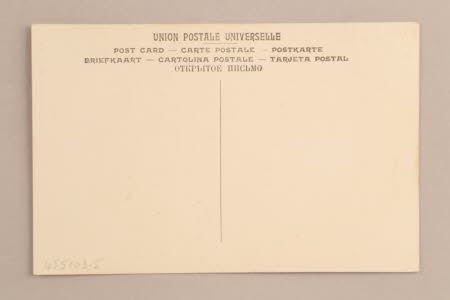 UNION POSTALE UNIVERSELLE
POST CARD — CARTE POSTALE — POSTKARTE
BRIEFKAART — CARTOLINA POSTALE — TARJETA POSTAL
ОТКРЫТОЕ ПИСЬМО